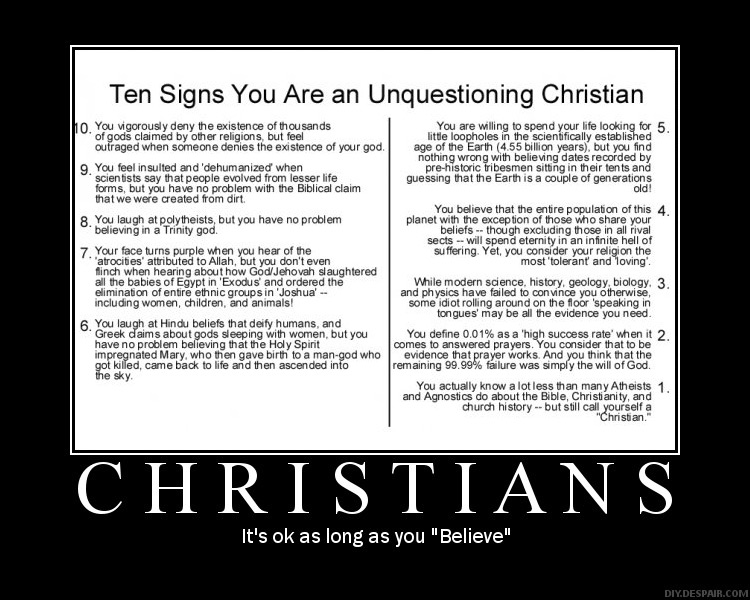 Ten Signs You Are an Unquestioning Christian
10. You vigorously deny the existence of thousands
of gods claimed by other religions, but feel
outraged when someone denies the existence of your god.
9. You feel insulted and 'dehumanized' when
scientists say that people evolved from lesser life
forms, but you have no problem with the Biblical claim
that we were created from dirt.
8. You laugh at polytheists, but you have no problem
believing in a Trinity god.
7. Your face turns purple when you hear of the
'atrocities' attributed to Allah, but you don't even
flinch when hearing about how God/Jehovah slaughtered
all the babies of Egypt in 'Exodus' and ordered the
elimination of entire ethnic groups in 'Joshua' --
including women, children, and animals!
6. You laugh at Hindu beliefs that deify humans, and
Greek claims about gods sleeping with women, but you
have no problem believing that the Holy Spirit
impregnated Mary, who then gave birth to a man-god who
got killed, came back to life and then ascended into
the sky.
You are willing to spend your life looking for 5.
little loopholes in the scientifically established
age of the Earth (4.55 billion years), but you find
nothing wrong with believing dates recorded by
pre-historic tribesmen sitting in their tents and
guessing that the Earth is a couple of generations
old!
You believe that the entire population of this 4.
planet with the exception of those who share your
beliefs -- though excluding those in all rival
sects -- will spend eternity in an infinite hell of
suffering. Yet, you consider your religion the
most 'tolerant' and 'loving'.
While modern science, history, geology, biology, 3.
and physics have failed to convince you otherwise,
some idiot rolling around on the floor 'speaking in
tongues' may be all the evidence you need.
You define 0.01% as a 'high success rate' when it 2.
comes to answered prayers. You consider that to be
evidence that prayer works. And you think that the
remaining 99.99% failure was simply the will of God.
You actually know a lot less than many Atheists 1.
and Agnostics do about the Bible, Christianity, and
church history -- but still call yourself a
"Christian."
CHRISTIANS
It's ok as long as you "Believe"
DIY.DESPAIR.COM